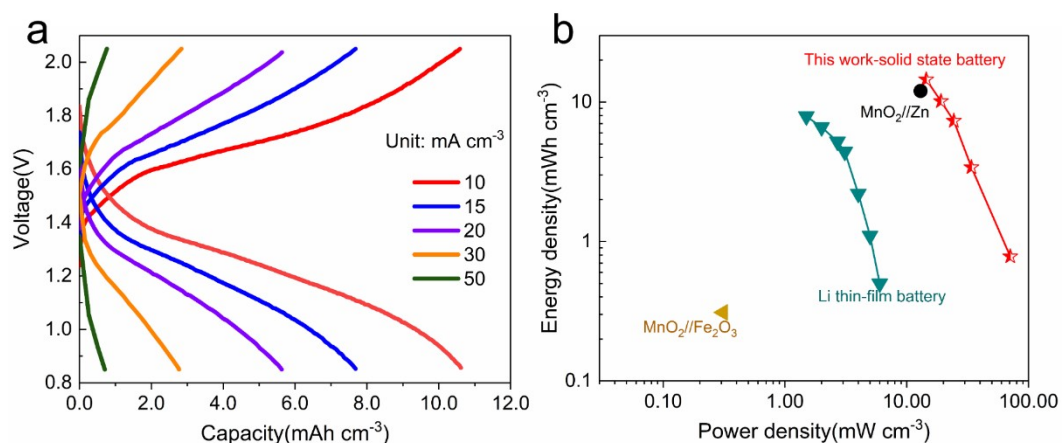 a
Voltage(V)
2.0
1.8
1.6
1.4
1.2
1.0
0.8
0.0
2.0
4.0
6.0
8.0
10.0
12.0
Capacity(mAh cm⁻³)
Unit: mA cm⁻³
10
15
20
30
50
b
Energy density(mWh cm⁻³)
10
1
0.1
0.10
1.00
10.00
100.00
Power density(mW cm⁻³)
This work-solid state battery
MnO₂//Zn
Li thin-film battery
MnO₂//Fe₂O₃